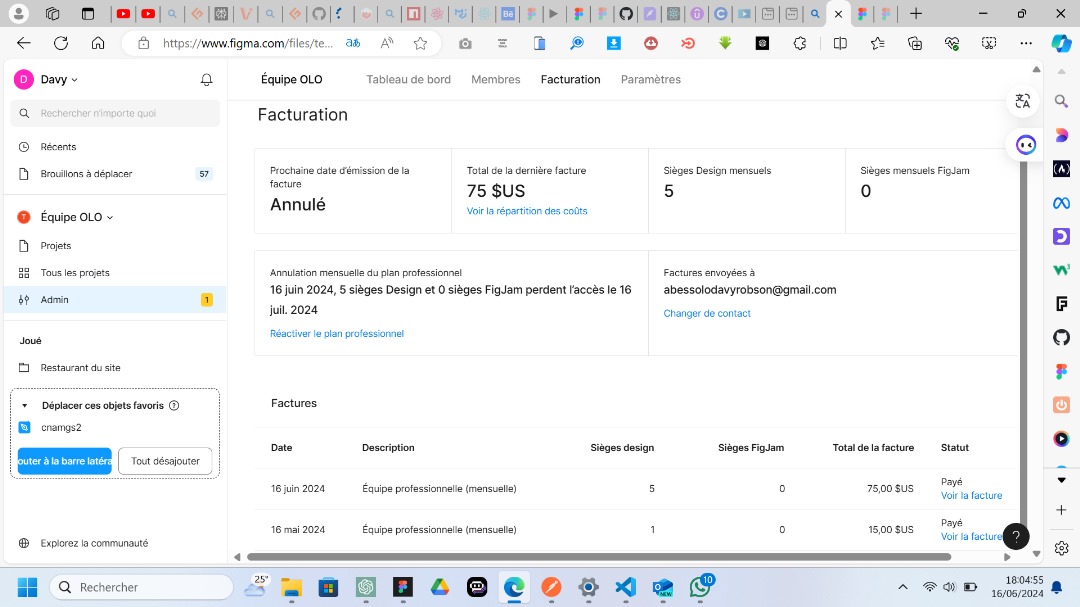 https://www.figma.com/files/te...
D Davy
Équipe OLO
Tableau de bord
Membres
Facturation
Paramètres
Rechercher n'importe quoi
Récents
Brouillons à déplacer
57
T Équipe OLO
Projets
Tous les projets
Admin
1
Joué
Restaurant du site
Déplacer ces objets favoris
cnamgs2
outer à la barre latéra
Tout désajouter
Explorez la communauté
Facturation
Prochaine date d'émission de la
facture
Annulé
Total de la dernière facture
75 $US
Voir la répartition des coûts
Sièges Design mensuels
5
Sièges mensuels FigJam
0
Annulation mensuelle du plan professionnel
16 juin 2024, 5 sièges Design et 0 sièges FigJam perdent l'accès le 16
juil. 2024
Réactiver le plan professionnel
Factures envoyées à
abessolodavyrobson@gmail.com
Changer de contact
Factures
Date Description Sièges design Sièges FigJam Total de la facture Statut
16 juin 2024 Équipe professionnelle (mensuelle) 5 0 75,00 $US Payé
Voir la facture
16 mai 2024 Équipe professionnelle (mensuelle) 1 0 15,00 $US Payé
Voir la facture
?
25°
Rechercher
10
18:04:55
16/06/2024